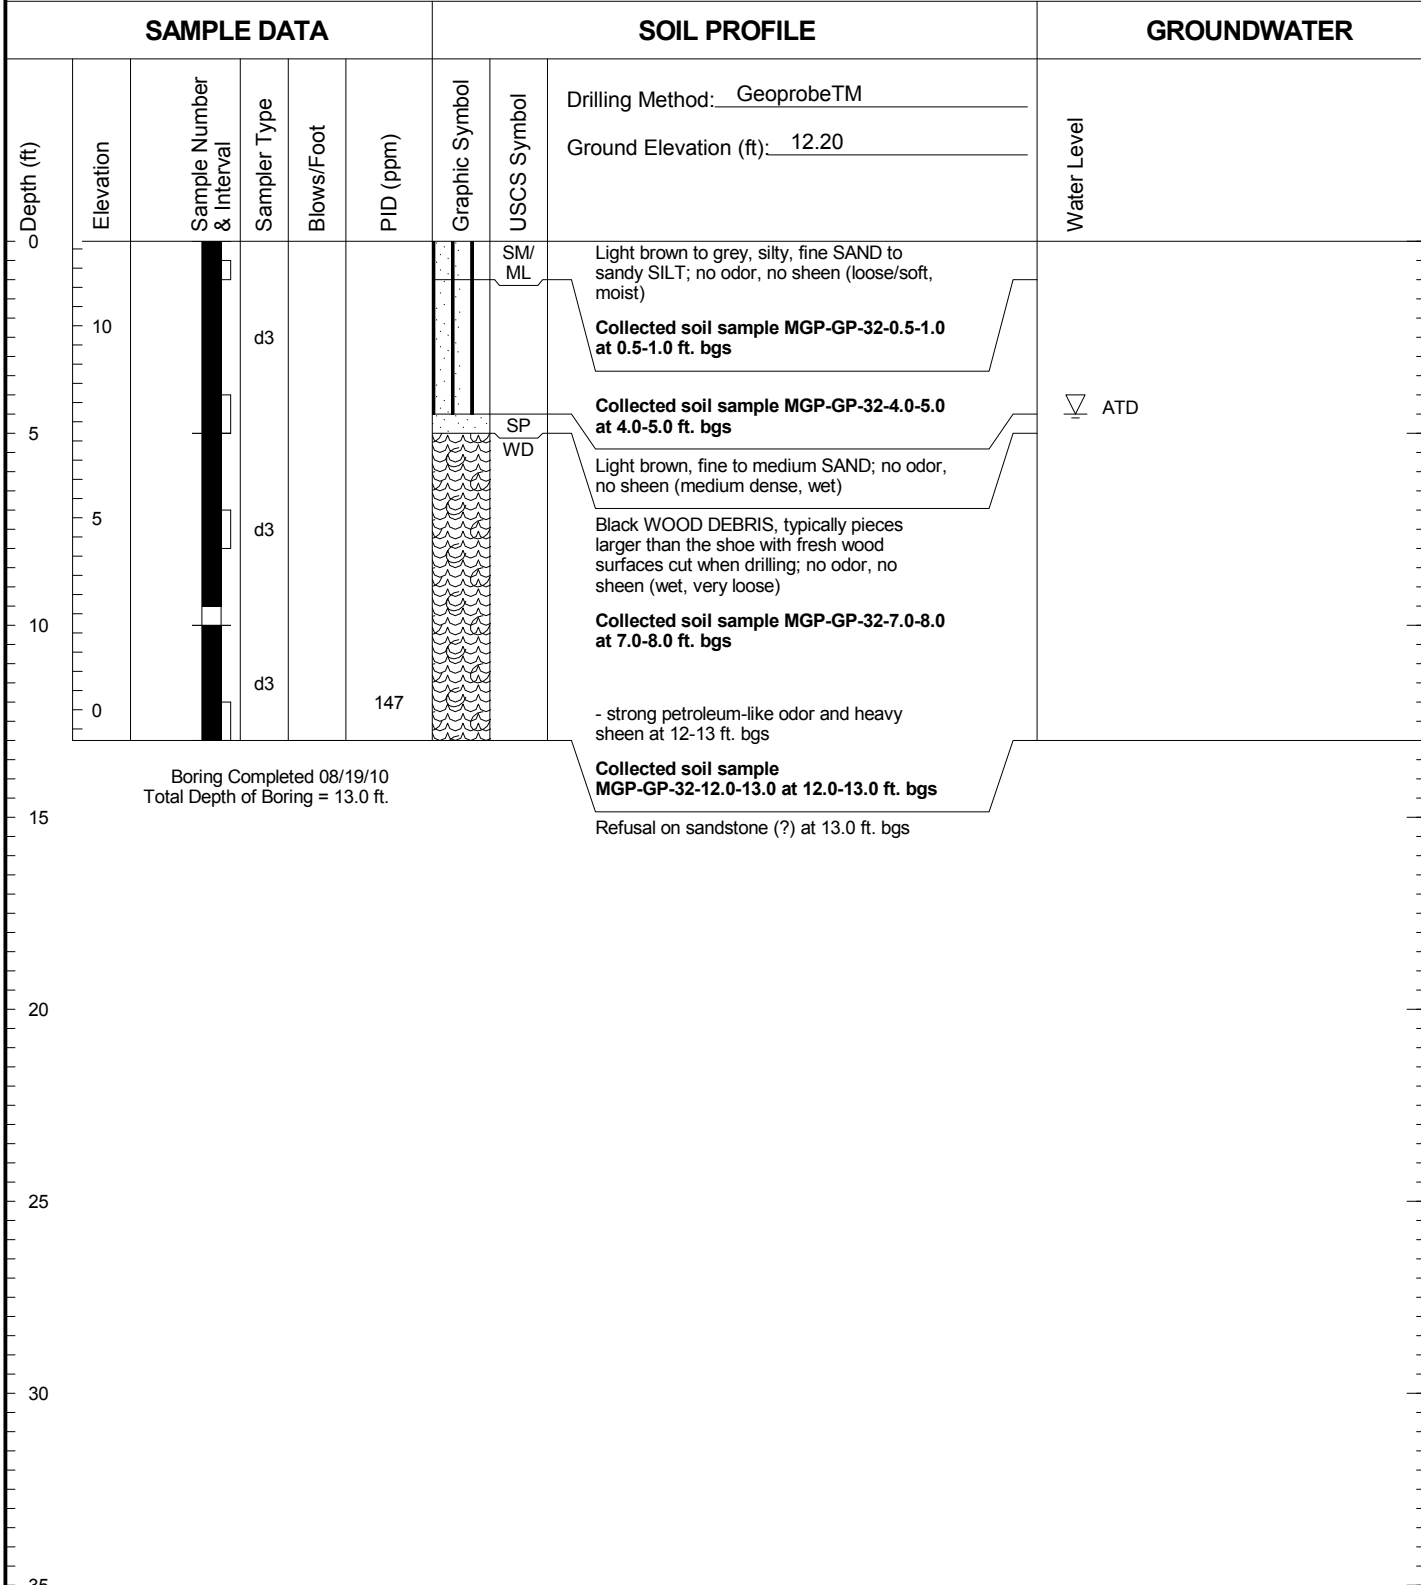 SAMPLE DATA
SOIL PROFILE
GROUNDWATER
Depth (ft)
Elevation
Sample Number
& Interval
Sampler Type
Blows/Foot
PID (ppm)
Graphic Symbol
USCS Symbol
Drilling Method: GeoprobeTM
Ground Elevation (ft): 12.20
Water Level
0
SM/
ML
Light brown to grey, silty, fine SAND to
sandy SILT; no odor, no sheen (loose/soft,
moist)
10
d3
Collected soil sample MGP-GP-32-0.5-1.0
at 0.5-1.0 ft. bgs
Collected soil sample MGP-GP-32-4.0-5.0
at 4.0-5.0 ft. bgs
ATD
5
SP
WD
Light brown, fine to medium SAND; no odor,
no sheen (medium dense, wet)
5
d3
Black WOOD DEBRIS, typically pieces
larger than the shoe with fresh wood
surfaces cut when drilling; no odor, no
sheen (wet, very loose)
10
Collected soil sample MGP-GP-32-7.0-8.0
at 7.0-8.0 ft. bgs
d3
147
0
- strong petroleum-like odor and heavy
sheen at 12-13 ft. bgs
Boring Completed 08/19/10
Total Depth of Boring = 13.0 ft.
Collected soil sample
MGP-GP-32-12.0-13.0 at 12.0-13.0 ft. bgs
15
Refusal on sandstone (?) at 13.0 ft. bgs
20
25
30
35